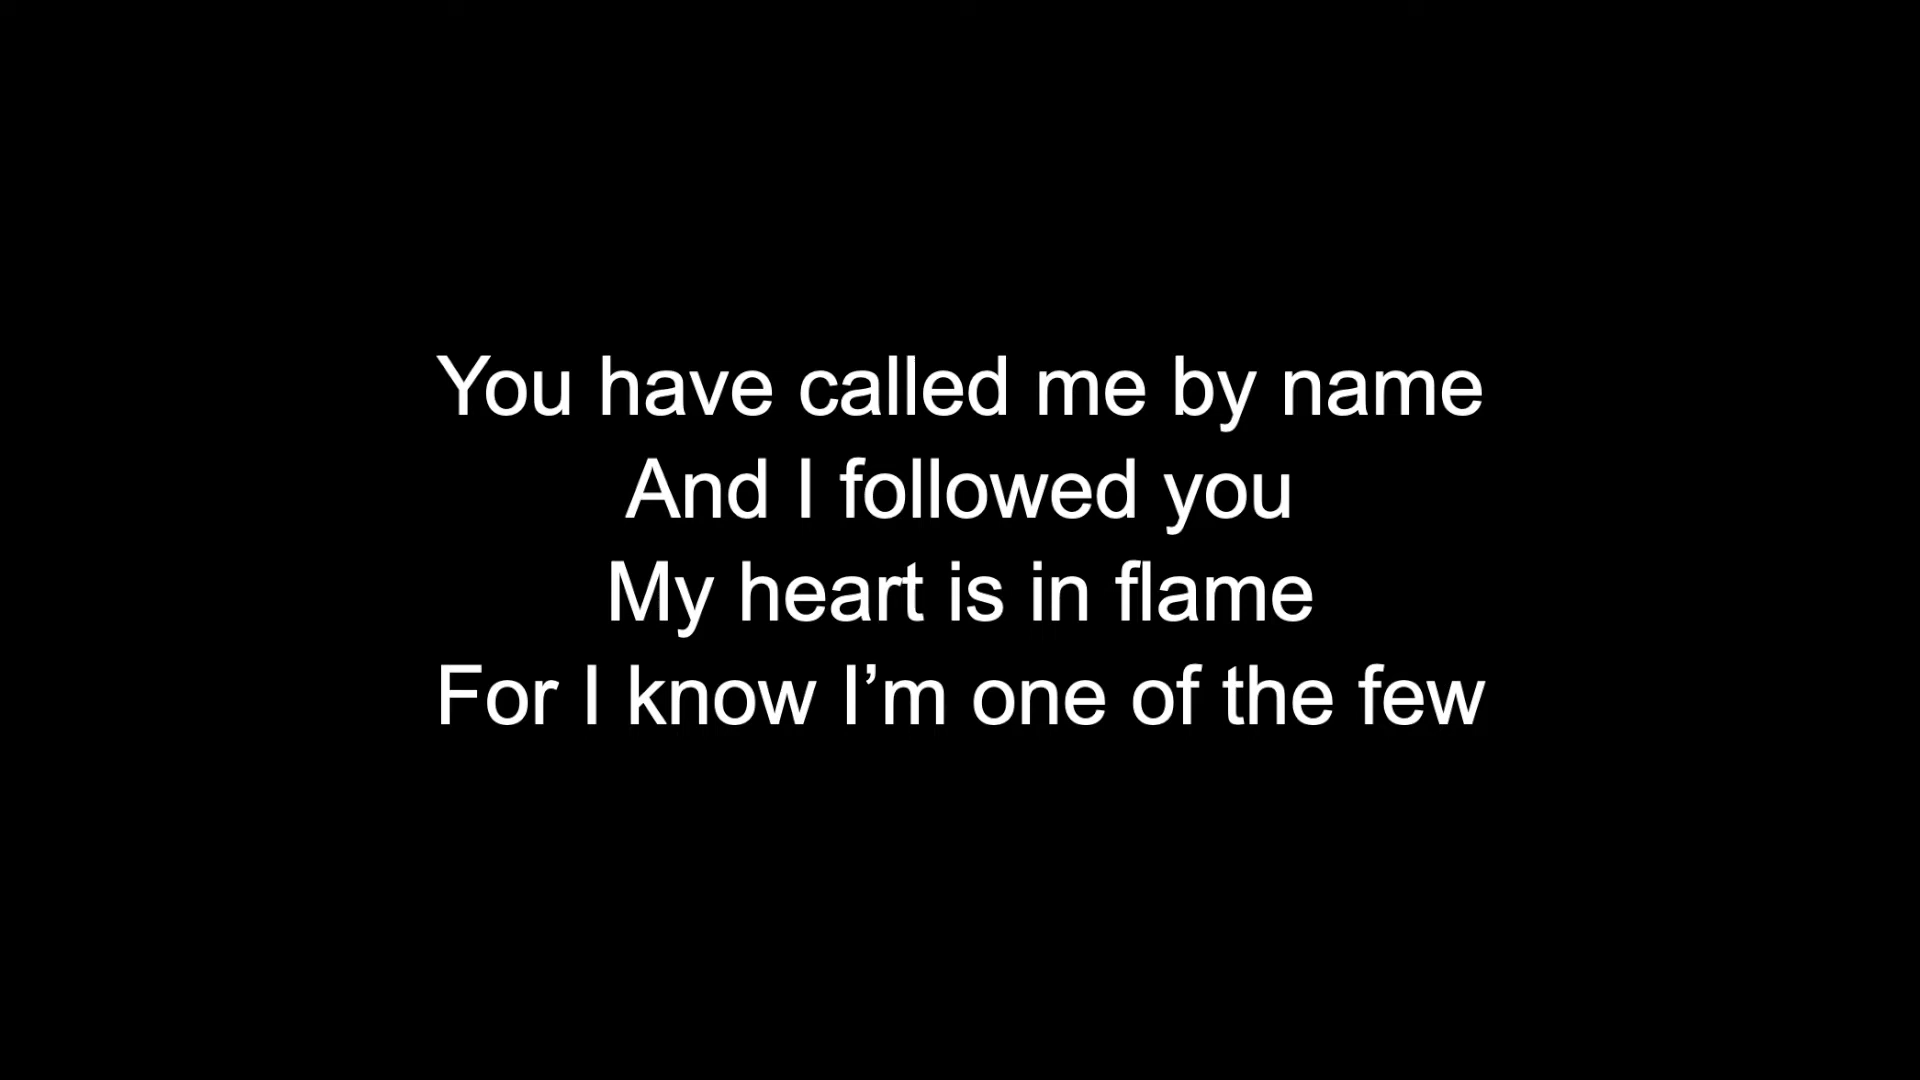 You have called me by name
And I followed you
My heart is in flame
For I know I’m one of the few